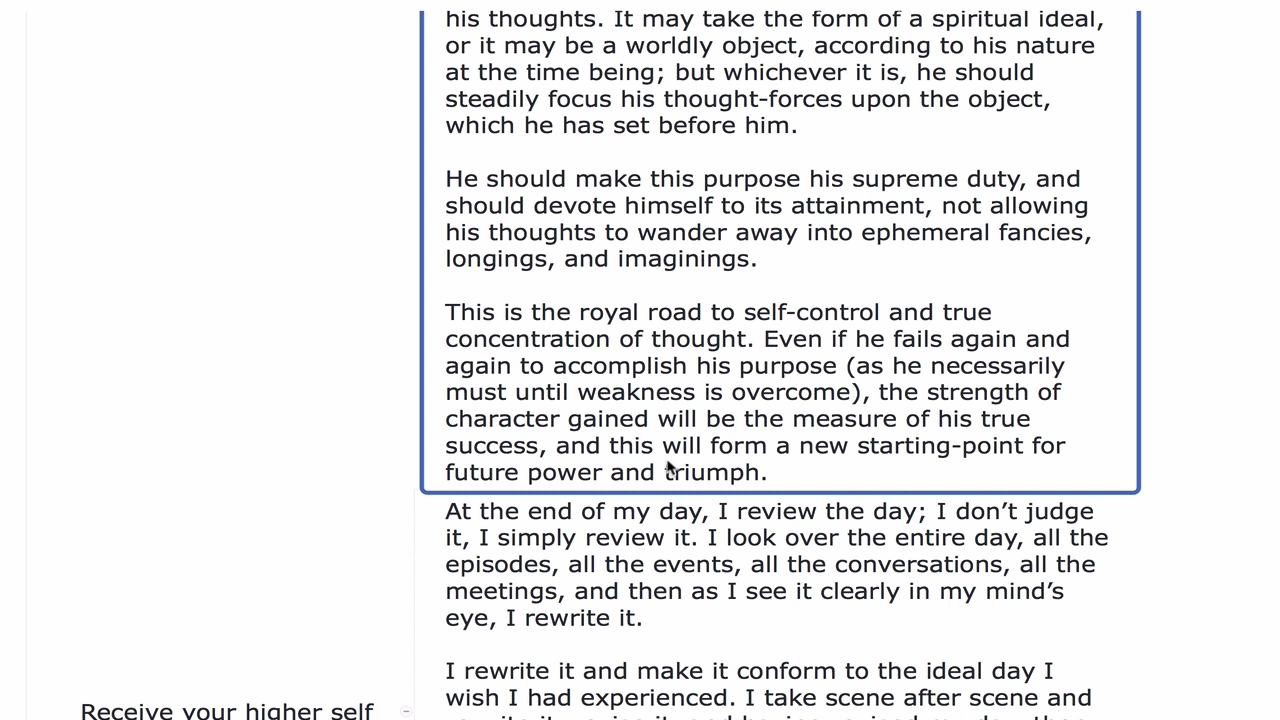 his thoughts. It may take the form of a spiritual ideal,
or it may be a worldly object, according to his nature
at the time being; but whichever it is, he should
steadily focus his thought-forces upon the object,
which he has set before him.
He should make this purpose his supreme duty, and
should devote himself to its attainment, not allowing
his thoughts to wander away into ephemeral fancies,
longings, and imaginings.
This is the royal road to self-control and true
concentration of thought. Even if he fails again and
again to accomplish his purpose (as he necessarily
must until weakness is overcome), the strength of
character gained will be the measure of his true
success, and this will form a new starting-point for
future power and triumph.
At the end of my day, I review the day; I don’t judge
it, I simply review it. I look over the entire day, all the
episodes, all the events, all the conversations, all the
meetings, and then as I see it clearly in my mind’s
eye, I rewrite it.
I rewrite it and make it conform to the ideal day I
wish I had experienced. I take scene after scene and
Receive your higher self